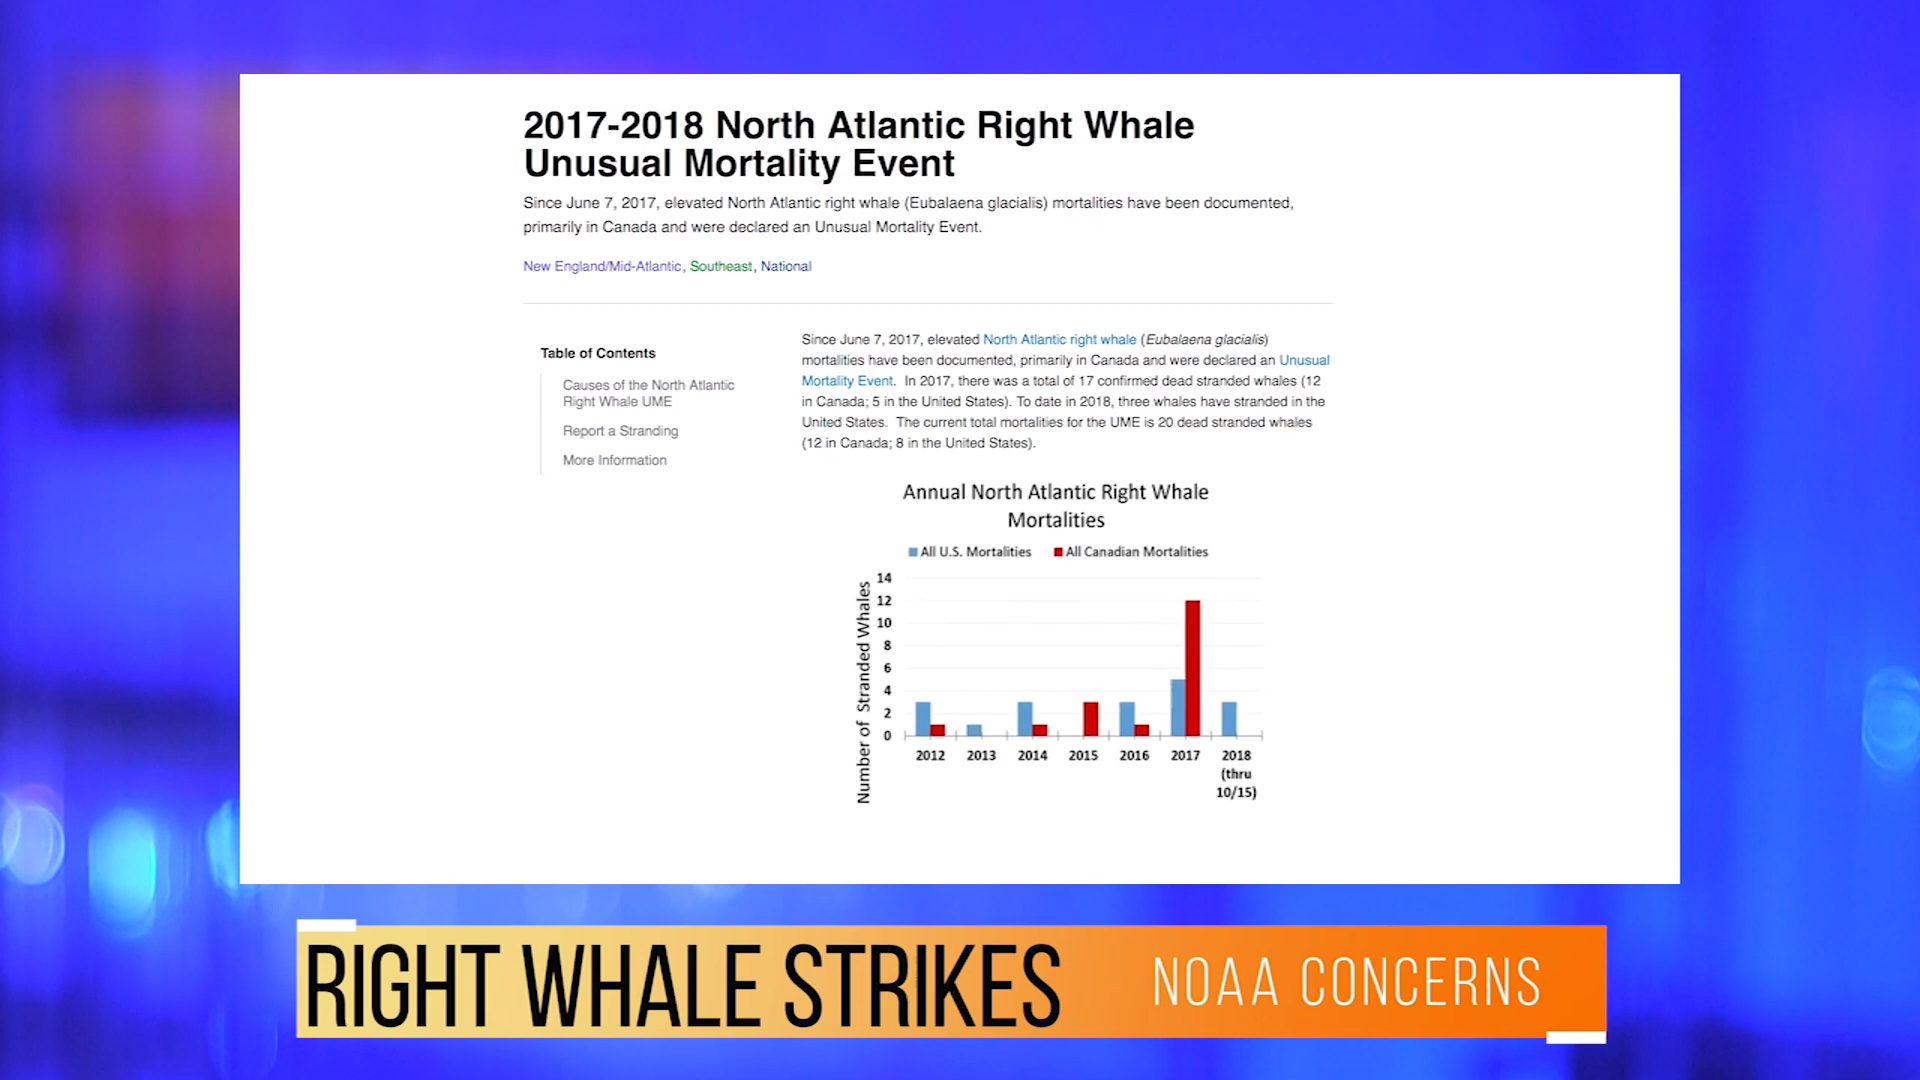 2017-2018 North Atlantic Right Whale
Unusual Mortality Event
Since June 7, 2017, elevated North Atlantic right whale (Eubalaena glacialis) mortalities have been documented,
primarily in Canada and were declared an Unusual Mortality Event.
New England/Mid-Atlantic, Southeast, National
Table of Contents
Causes of the North Atlantic
Right Whale UME
Report a Stranding
More Information
Since June 7, 2017, elevated North Atlantic right whale (Eubalaena glacialis)
mortalities have been documented, primarily in Canada and were declared an Unusual
Mortality Event. In 2017, there was a total of 17 confirmed dead stranded whales (12
in Canada; 5 in the United States). To date in 2018, three whales have stranded in the
United States. The current total mortalities for the UME is 20 dead stranded whales
(12 in Canada; 8 in the United States).
Annual North Atlantic Right Whale
Mortalities
All U.S. Mortalities All Canadian Mortalities
Number of Stranded Whales
14
12
10
8
6
4
2
0
2012 2013 2014 2015 2016 2017 2018
(thru
10/15)
RIGHT WHALE STRIKES NOAA CONCERNS